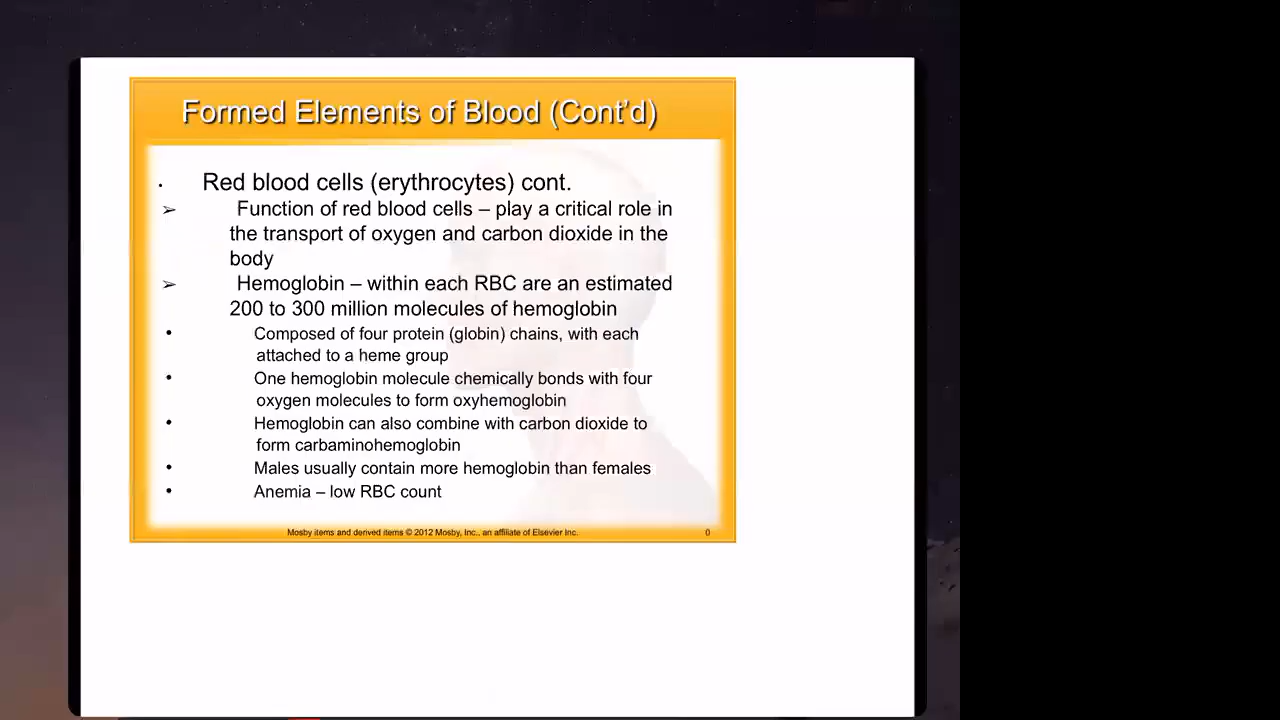 Formed Elements of Blood (Cont’d)
• Red blood cells (erythrocytes) cont.
➢ Function of red blood cells – play a critical role in
the transport of oxygen and carbon dioxide in the
body
➢ Hemoglobin – within each RBC are an estimated
200 to 300 million molecules of hemoglobin
• Composed of four protein (globin) chains, with each
attached to a heme group
• One hemoglobin molecule chemically bonds with four
oxygen molecules to form oxyhemoglobin
• Hemoglobin can also combine with carbon dioxide to
form carbaminohemoglobin
• Males usually contain more hemoglobin than females
• Anemia – low RBC count
Mosby items and derived items © 2012 Mosby, Inc., an affiliate of Elsevier Inc. 0